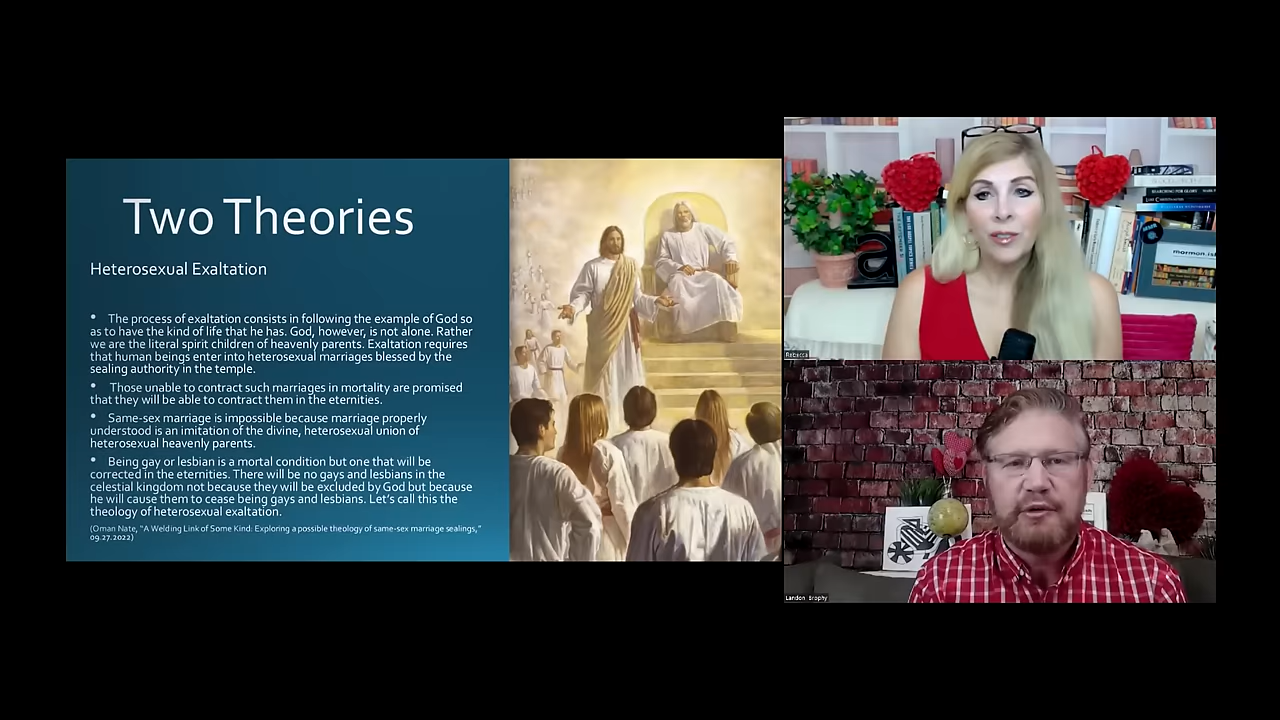 Two Theories
Heterosexual Exaltation
• The process of exaltation consists in following the example of God so
as to have the kind of life that he has. God, however, is not alone. Rather
we are the literal spirit children of heavenly parents. Exaltation requires
that human beings enter into heterosexual marriages blessed by the
sealing authority in the temple.
• Those unable to contract such marriages in mortality are promised
that they will be able to contract them in the eternities.
• Same-sex marriage is impossible because marriage properly
understood is an imitation of the divine, heterosexual union of
heterosexual heavenly parents.
• Being gay or lesbian is a mortal condition but one that will be
corrected in the eternities. There will be no gays and lesbians in the
celestial kingdom not because they will be excluded by God but because
he will cause them to cease being gays and lesbians. Let's call this the
theology of heterosexual exaltation.
(Oman Nate, "A Welding Link of Some Kind: Exploring a possible theology of same-sex marriage sealings,"
09.27.2022)
a
SEARCHING FOR GLORY
mormon.is
Rebecca
Landon Brophy